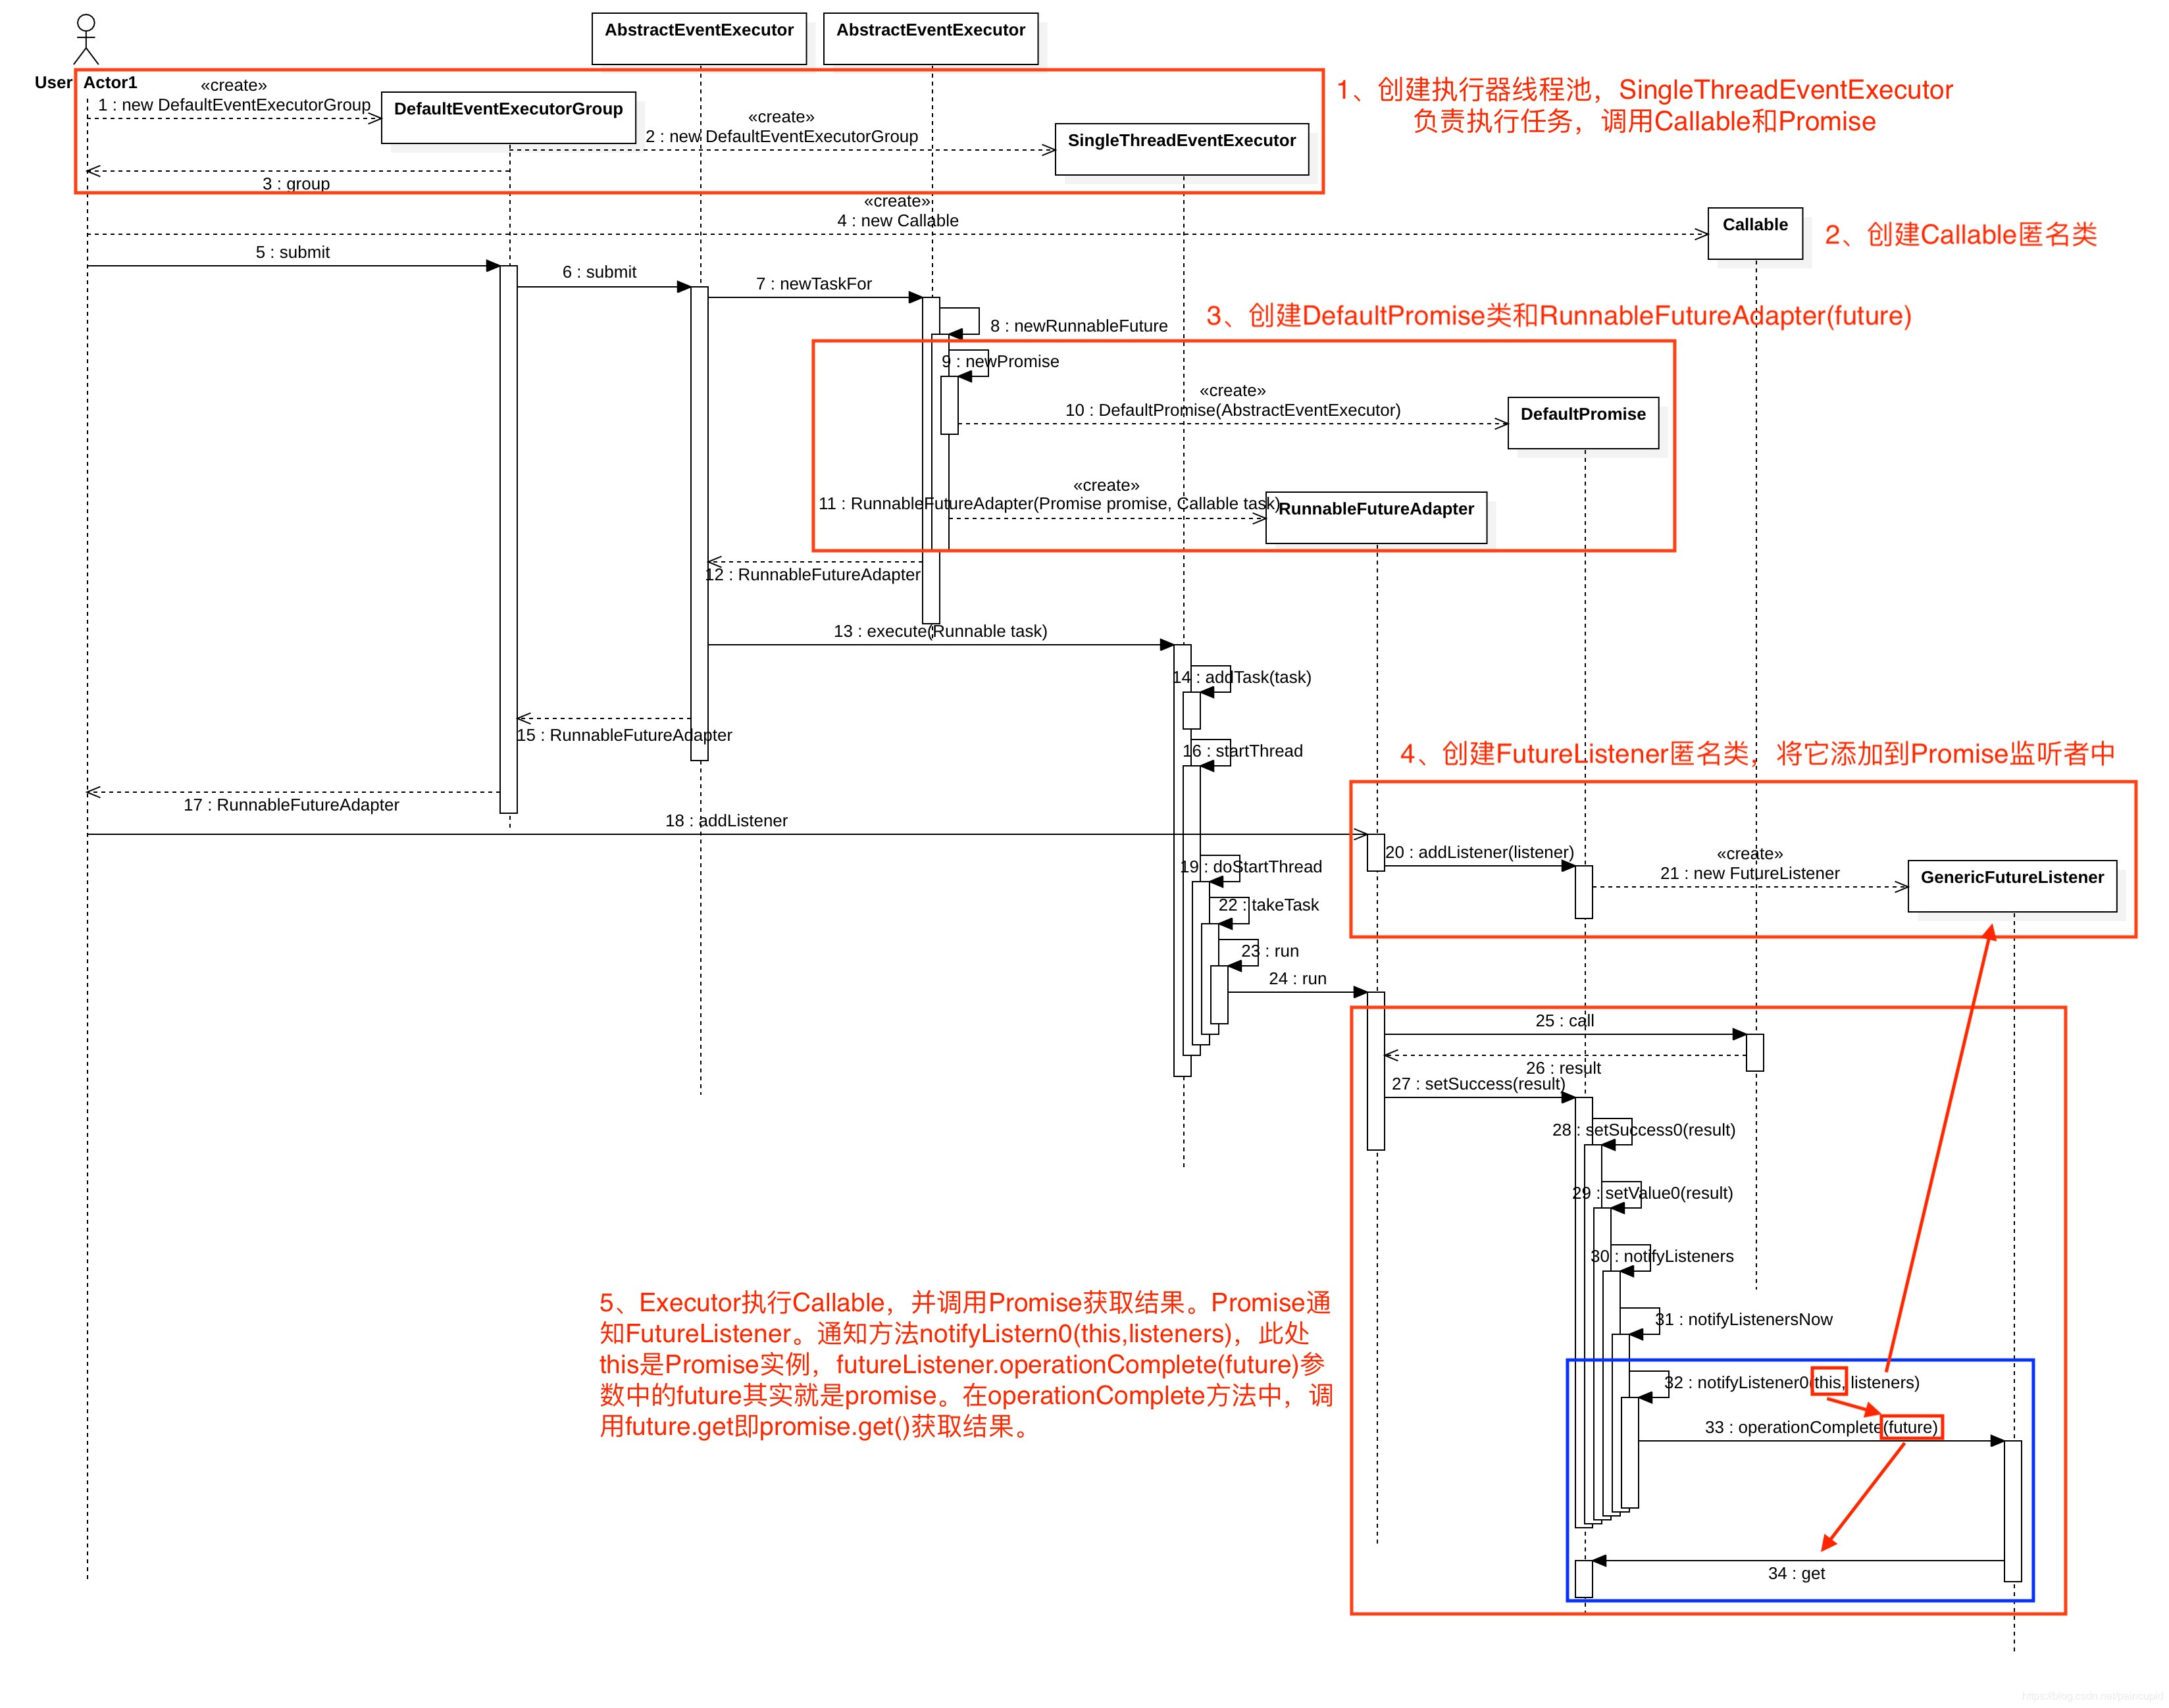 AbstractEventExecutor
AbstractEventExecutor
User Actor1
«create»
1 : new DefaultEventExecutorGroup
DefaultEventExecutorGroup
«create»
2 : new DefaultEventExecutorGroup
SingleThreadEventExecutor
3 : group
1、创建执行器线程池，SingleThreadEventExecutor
负责执行任务，调用Callable和Promise
«create»
4 : new Callable
Callable
2、创建Callable匿名类
5 : submit
6 : submit
7 : newTaskFor
8 : newRunnableFuture
3、创建DefaultPromise类和RunnableFutureAdapter(future)
9 : newPromise
«create»
10 : DefaultPromise(AbstractEventExecutor)
DefaultPromise
«create»
11 : RunnableFutureAdapter(Promise promise, Callable task)
RunnableFutureAdapter
12 : RunnableFutureAdapter
13 : execute(Runnable task)
14 : addTask(task)
15 : RunnableFutureAdapter
16 : startThread
4、创建FutureListener匿名类，将它添加到Promise监听者中
17 : RunnableFutureAdapter
18 : addListener
19 : doStartThread
20 : addListener(listener)
«create»
21 : new FutureListener
GenericFutureListener
22 : takeTask
23 : run
24 : run
25 : call
26 : result
27 : setSuccess(result)
28 : setSuccess0(result)
29 : setValue0(result)
30 : notifyListeners
31 : notifyListenersNow
5、Executor执行Callable，并调用Promise获取结果。Promise通
知FutureListener。通知方法notifyListern0(this,listeners)，此处
this是Promise实例，futureListener.operationComplete(future)参
数中的future其实就是promise。在operationComplete方法中，调
用future.get即promise.get()获取结果。
32 : notifyListener0(this, listeners)
33 : operationComplete(future)
34 : get
https://blog.csdn.net/paincupid